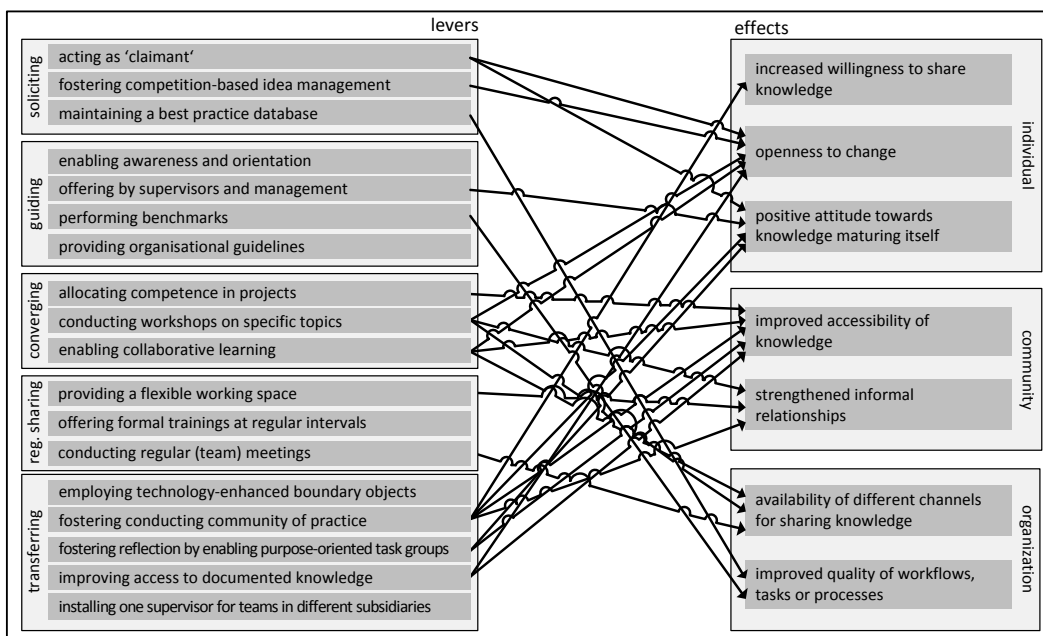 levers
effects
soliciting
acting as ‘claimant‘
fostering competition-based idea management
maintaining a best practice database
guiding
enabling awareness and orientation
offering by supervisors and management
performing benchmarks
providing organisational guidelines
converging
allocating competence in projects
conducting workshops on specific topics
enabling collaborative learning
reg. sharing
providing a flexible working space
offering formal trainings at regular intervals
conducting regular (team) meetings
transferring
employing technology-enhanced boundary objects
fostering conducting community of practice
fostering reflection by enabling purpose-oriented task groups
improving access to documented knowledge
installing one supervisor for teams in different subsidiaries
increased willingness to share
knowledge
openness to change
positive attitude towards
knowledge maturing itself
individual
improved accessibility of
knowledge
strengthened informal
relationships
community
availability of different channels
for sharing knowledge
improved quality of workflows,
tasks or processes
organization